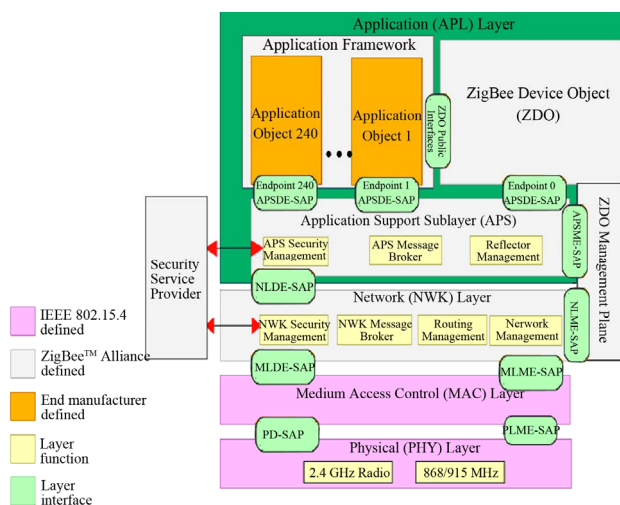 Application (APL) Layer
Application Framework
Application
Object 240
Application
Object 1
ZDO Public
Interfaces
ZigBee Device Object
(ZDO)
Endpoint 240
APSDE-SAP
Endpoint 1
APSDE-SAP
Endpoint 0
APSDE-SAP
Application Support Sublayer (APS)
APS Security
Management
APS Message
Broker
Reflector
Management
APSME-SAP
ZDO Management Plane
Security
Service
Provider
NLDE-SAP
Network (NWK) Layer
NWK Security
Management
NWK Message
Broker
Routing
Management
Nerwork
Management
NLME-SAP
MLDE-SAP
MLME-SAP
Medium Access Control (MAC) Layer
PD-SAP
PLME-SAP
Physical (PHY) Layer
2.4 GHz Radio
868/915 MHz
IEEE 802.15.4
defined
ZigBee™ Alliance
defined
End manufacturer
defined
Layer
function
Layer
interface